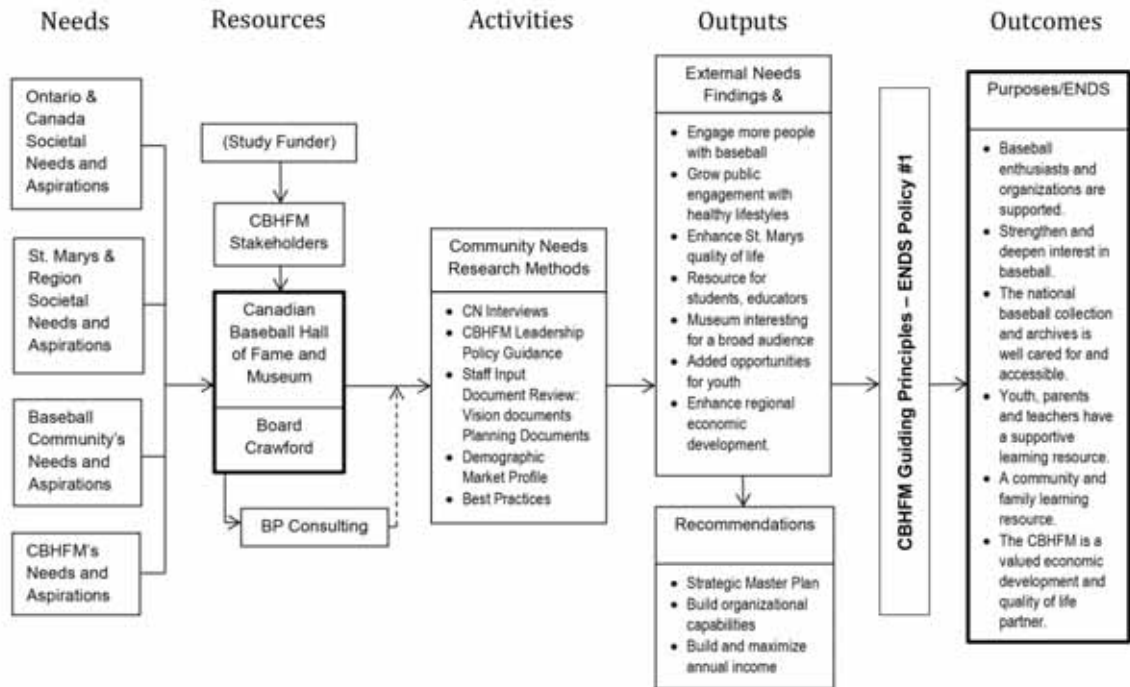 Needs
Resources
Activities
Outputs
Outcomes
Ontario &
Canada
Societal
Needs and
Aspirations
St. Marys &
Region
Societal
Needs and
Aspirations
Baseball
Community's
Needs and
Aspirations
CBHFM's
Needs and
Aspirations
(Study Funder)
CBHFM
Stakeholders
Canadian
Baseball Hall
of Fame and
Museum
Board
Crawford
BP Consulting
Community Needs
Research Methods
• CN Interviews
• CBHFM Leadership
Policy Guidance
• Staff Input
Document Review:
Vision documents
Planning Documents
• Demographic
Market Profile
• Best Practices
External Needs
Findings &
• Engage more people
with baseball
• Grow public
engagement with
healthy lifestyles
• Enhance St. Marys
quality of life
• Resource for
students, educators
• Museum interesting
for a broad audience
• Added opportunities
for youth
• Enhance regional
economic
development.
Recommendations
• Strategic Master Plan
• Build organizational
capabilities
• Build and maximize
annual income
CBHFM Guiding Principles – ENDS Policy #1
Purposes/ENDS
• Baseball
enthusiasts and
organizations are
supported.
• Strengthen and
deepen interest in
baseball.
• The national
baseball collection
and archives is
well cared for and
accessible.
• Youth, parents
and teachers have
a supportive
learning resource.
• A community and
family learning
resource.
• The CBHFM is a
valued economic
development and
quality of life
partner.